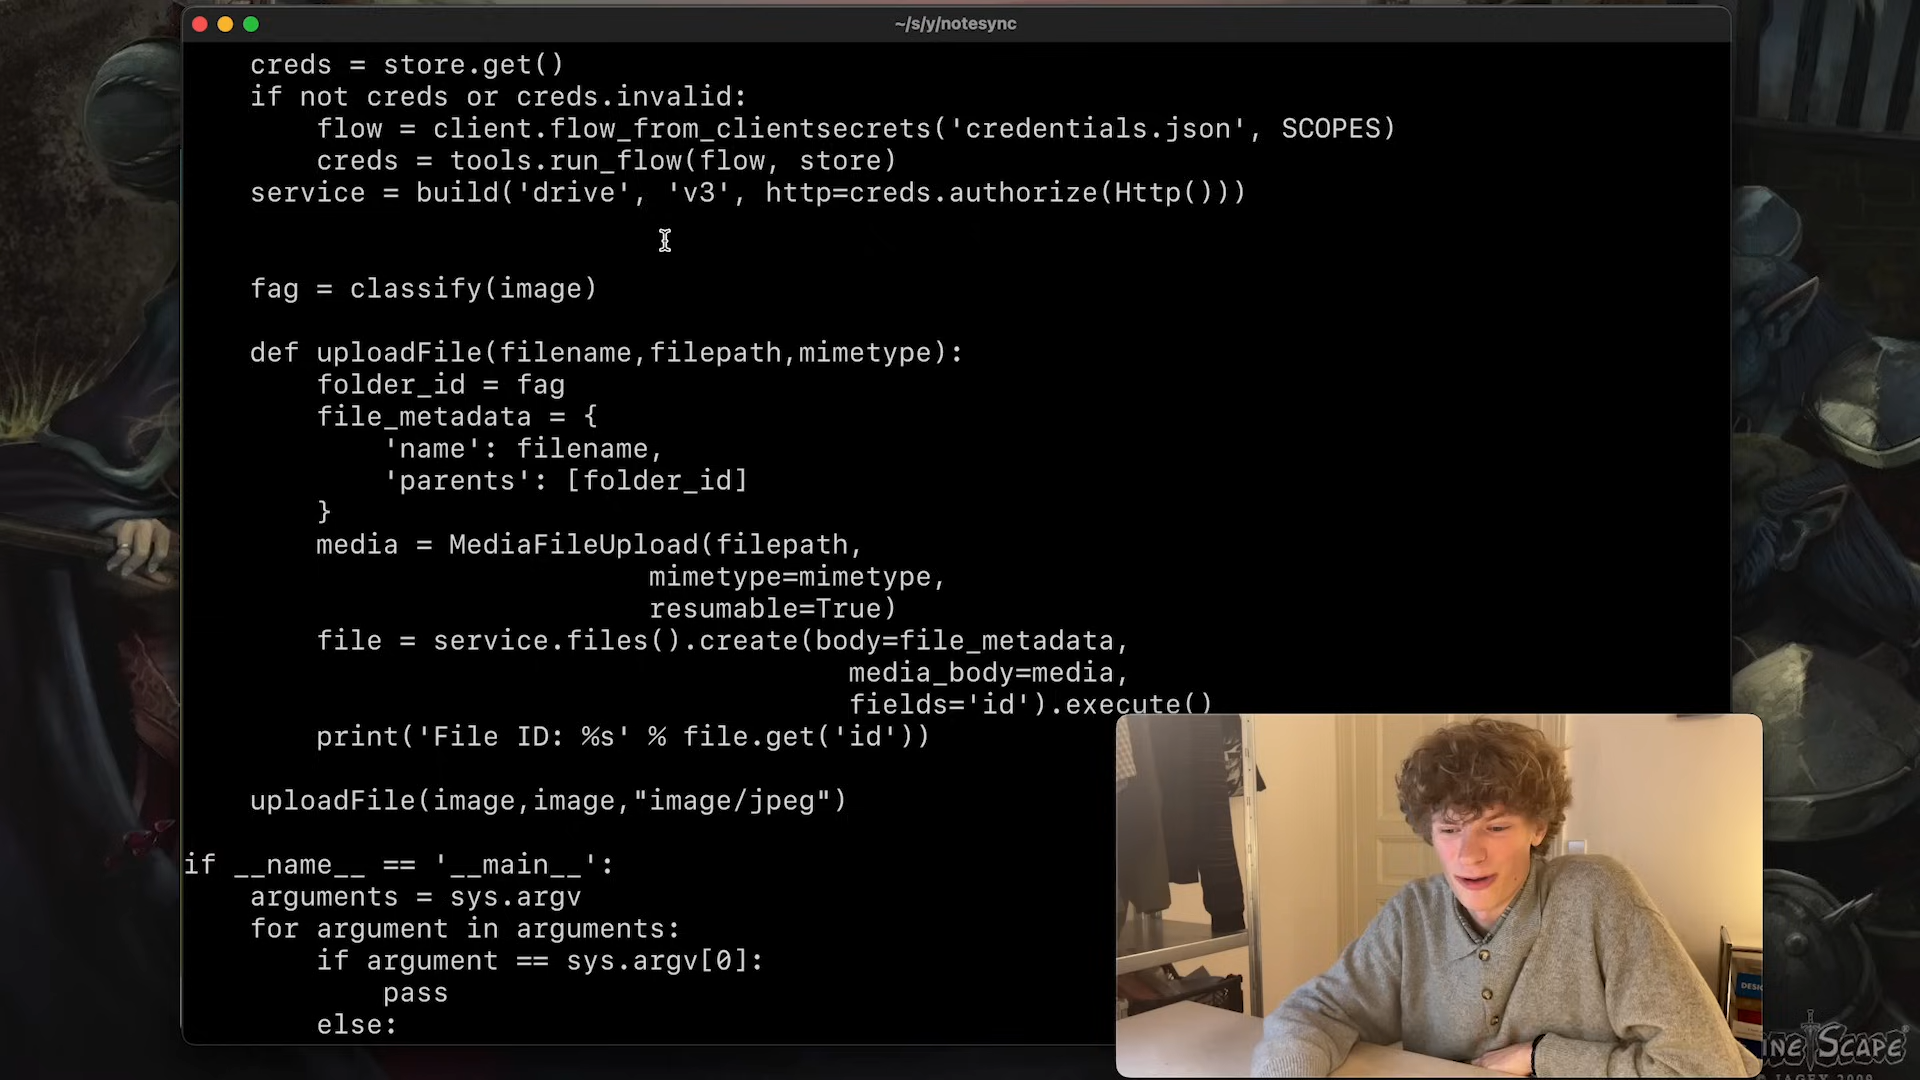 ~/s/y/notesync
creds = store.get()
if not creds or creds.invalid:
flow = client.flow_from_clientsecrets('credentials.json', SCOPES)
creds = tools.run_flow(flow, store)
service = build('drive', 'v3', http=creds.authorize(Http()))
fag = classify(image)
def uploadFile(filename,filepath,mimetype):
folder_id = fag
file_metadata = {
'name': filename,
'parents': [folder_id]
}
media = MediaFileUpload(filepath,
mimetype=mimetype,
resumable=True)
file = service.files().create(body=file_metadata,
media_body=media,
fields='id').execute()
print('File ID: %s' % file.get('id'))
uploadFile(image,image,"image/jpeg")
if __name__ == '__main__':
arguments = sys.argv
for argument in arguments:
if argument == sys.argv[0]:
pass
else:
SCAPE